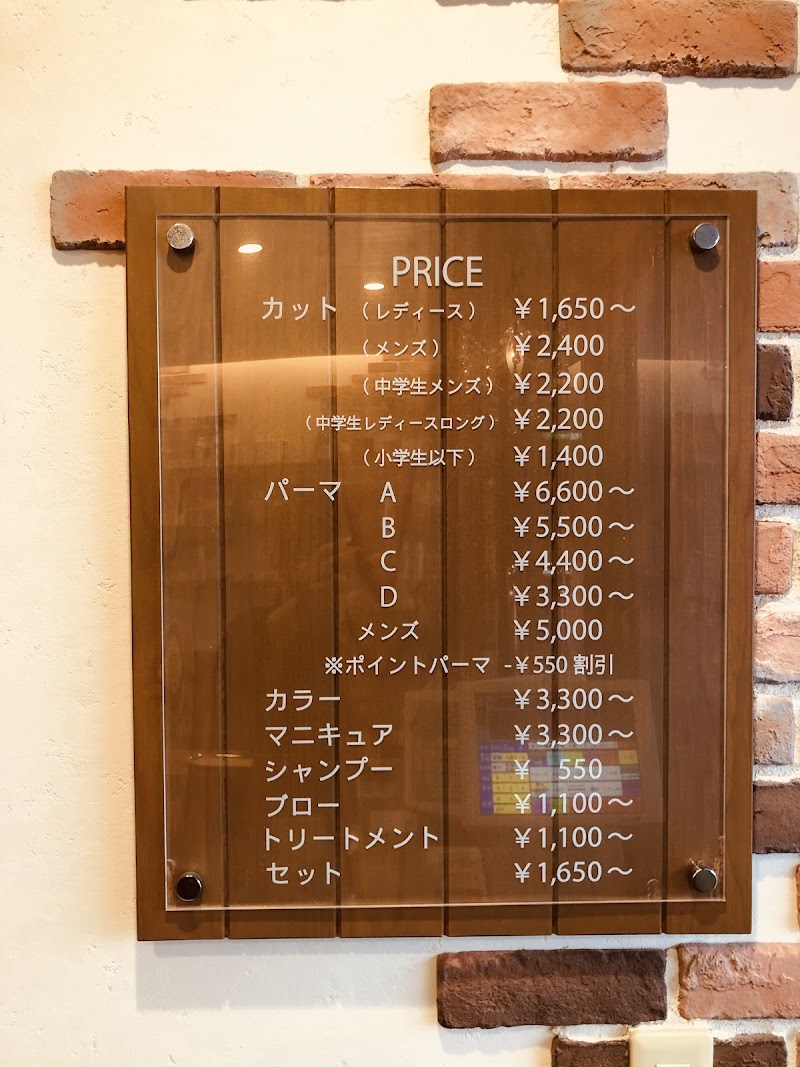 PRICE
カット （レディース） ￥1,650～
（メンズ） ￥2,400
（中学生メンズ） ￥2,200
（中学生レディースロング） ￥2,200
（小学生以下） ￥1,400
パーマ A ￥6,600～
B ￥5,500～
C ￥4,400～
D ￥3,300～
メンズ ￥5,000
※ポイントパーマ -￥550 割引
カラー ￥3,300～
マニキュア ￥3,300～
シャンプー ￥ 550
ブロー ￥1,100～
トリートメント ￥1,100～
セット ￥1,650～